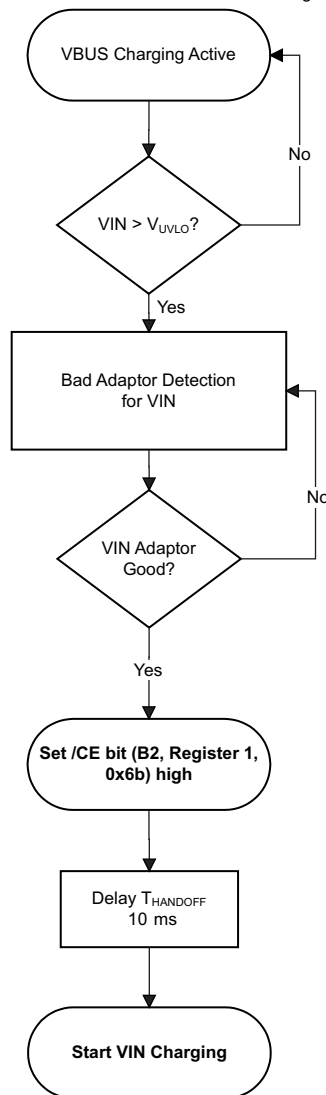 VBUS Charging Active
No
VIN > VUVLO?
Yes
Bad Adaptor Detection
for VIN
No
VIN Adaptor
Good?
Yes
Set /CE bit (B2, Register 1,
0x6b) high
Delay THANDOFF
10 ms
Start VIN Charging